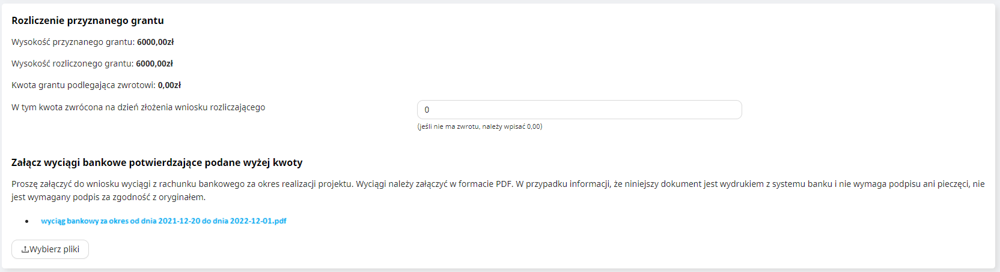 Rozliczenie przyznanego grantu
Wysokość przyznanego grantu: 6000,00zł
Wysokość rozliczonego grantu: 6000,00zł
Kwota grantu podlegająca zwrotowi: 0,00zł
W tym kwota zwrócona na dzień złożenia wniosku rozliczającego
0
(jeśli nie ma zwrotu, należy wpisać 0,00)
Załącz wyciągi bankowe potwierdzające podane wyżej kwoty
Proszę załączyć do wniosku wyciągi z rachunku bankowego za okres realizacji projektu. Wyciągi należy załączyć w formacie PDF. W przypadku informacji, że niniejszy dokument jest wydrukiem z systemu banku i nie wymaga podpisu ani pieczęci, nie
jest wymagany podpis za zgodność z oryginałem.
• wyciąg bankowy za okres od dnia 2021-12-20 do dnia 2022-12-01.pdf
Wybierz pliki